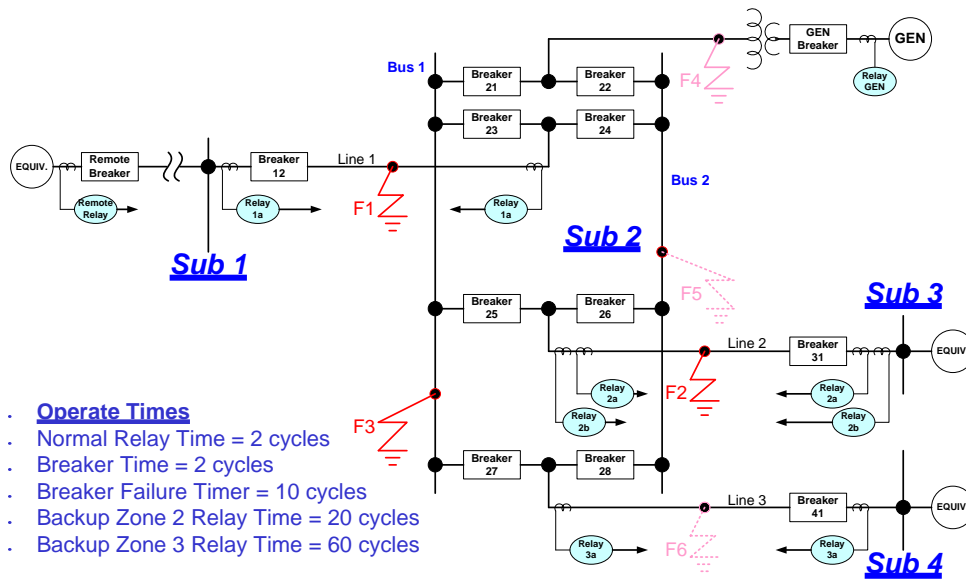 GEN
Breaker
GEN
Relay
GEN
F4
Bus 1
Breaker
21
Breaker
22
Breaker
23
Breaker
24
EQUIV.
Remote
Breaker
Breaker
12
Line 1
Remote
Relay
Relay
1a
F1
Relay
1a
Bus 2
Sub 1
Sub 2
F5
Sub 3
Breaker
25
Breaker
26
Line 2
Breaker
31
EQUIV.
Relay
2a
Relay
2b
F2
Relay
2a
Relay
2b
F3
Breaker
27
Breaker
28
Line 3
Breaker
41
EQUIV.
Relay
3a
F6
Relay
3a
Sub 4
. Operate Times
. Normal Relay Time = 2 cycles
. Breaker Time = 2 cycles
. Breaker Failure Timer = 10 cycles
. Backup Zone 2 Relay Time = 20 cycles
. Backup Zone 3 Relay Time = 60 cycles